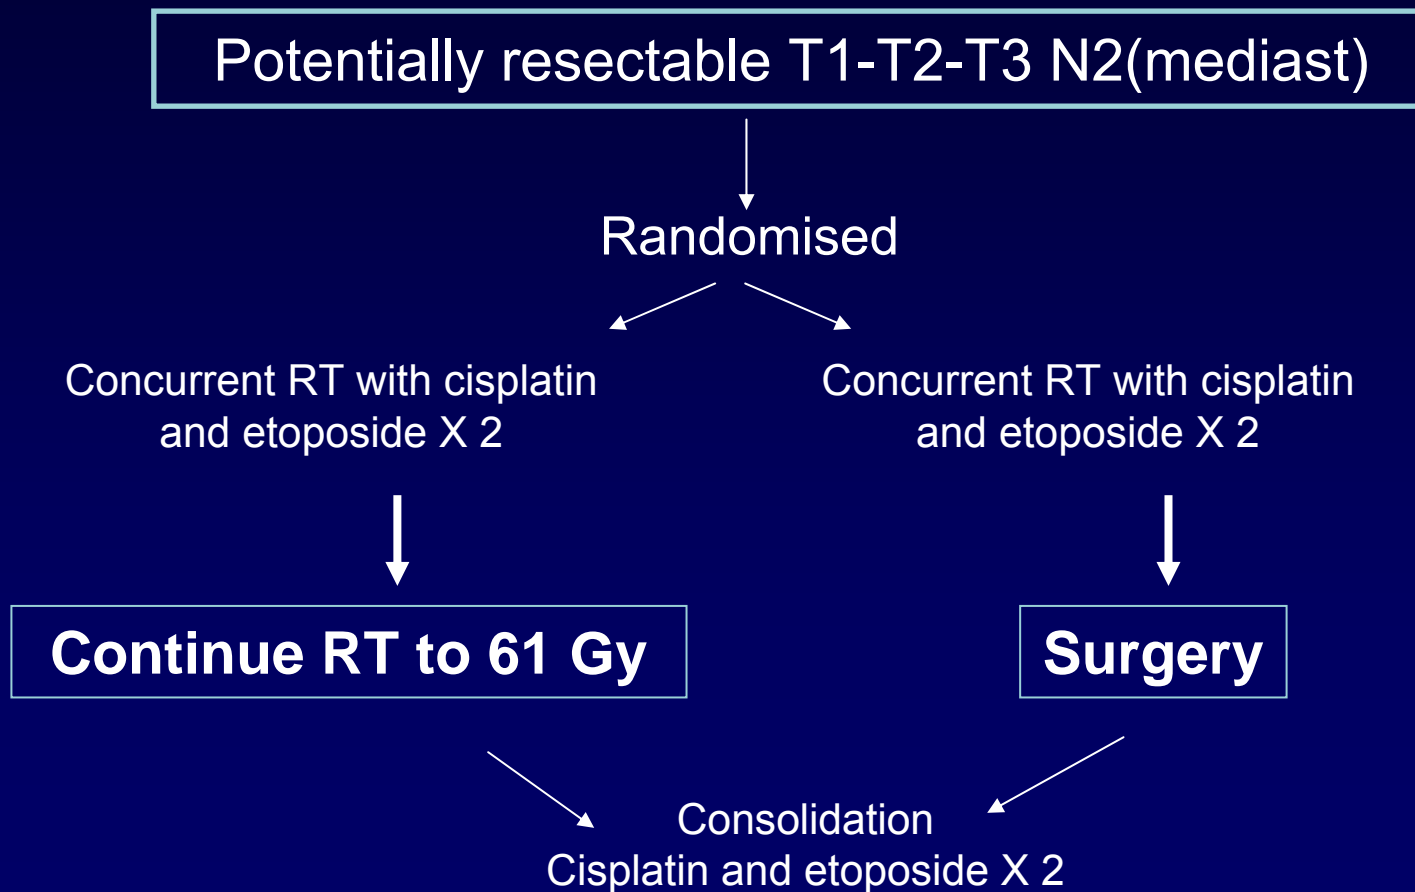 Potentially resectable T1-T2-T3 N2(mediast)
Randomised
Concurrent RT with cisplatin
and etoposide X 2
Concurrent RT with cisplatin
and etoposide X 2
Continue RT to 61 Gy
Surgery
Consolidation
Cisplatin and etoposide X 2